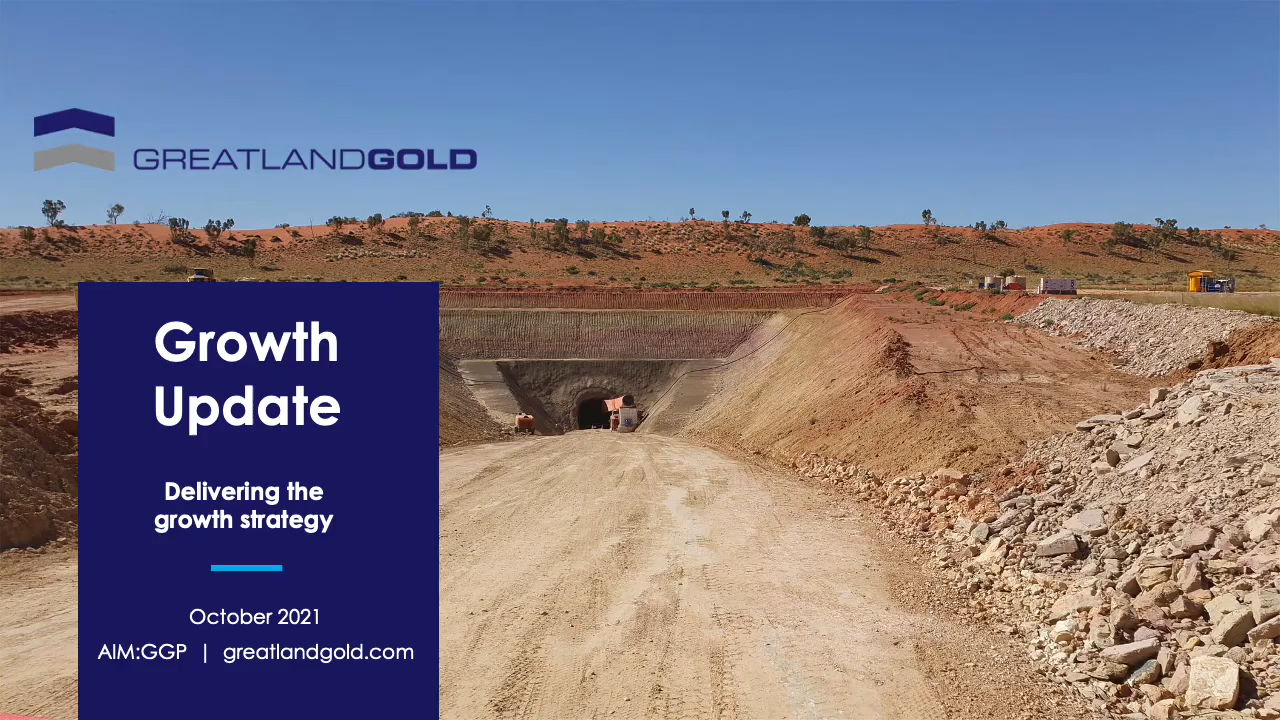 GREATLANDGOLD
Growth
Update
Delivering the
growth strategy
October 2021
AIM:GGP | greatlandgold.com